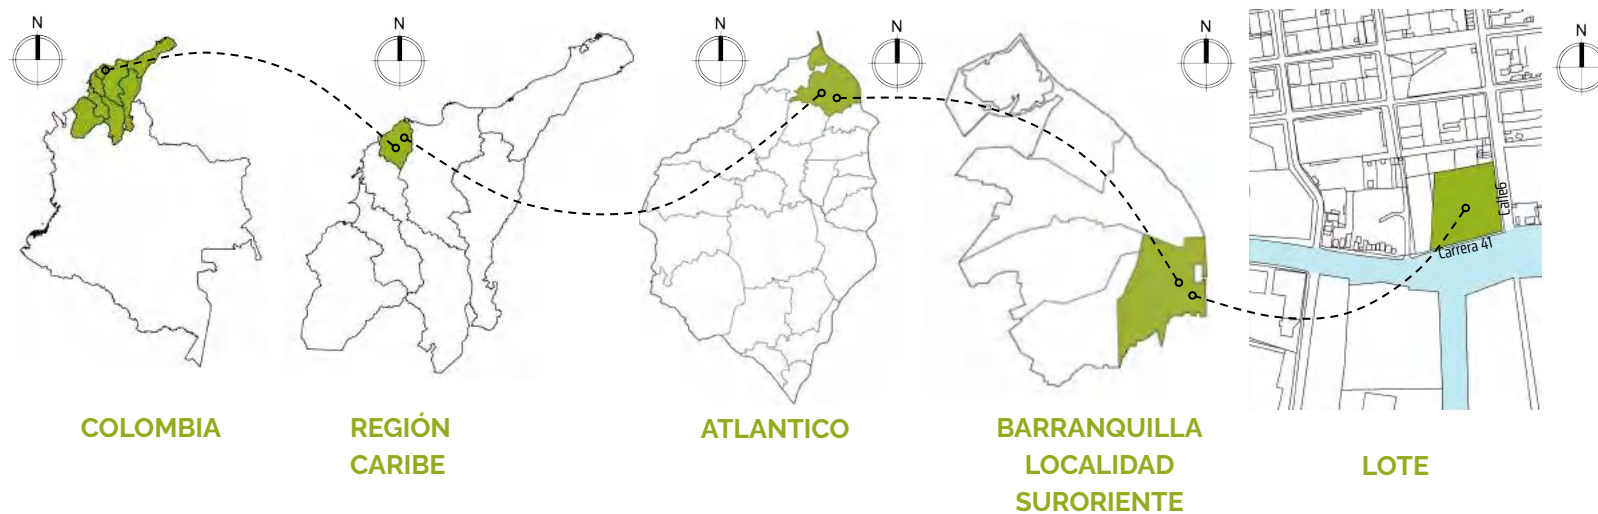 N
N
N
N
N
N
Calle6
Carrera 41
COLOMBIA
REGIÓN
CARIBE
ATLANTICO
BARRANQUILLA
LOCALIDAD
SURORIENTE
LOTE